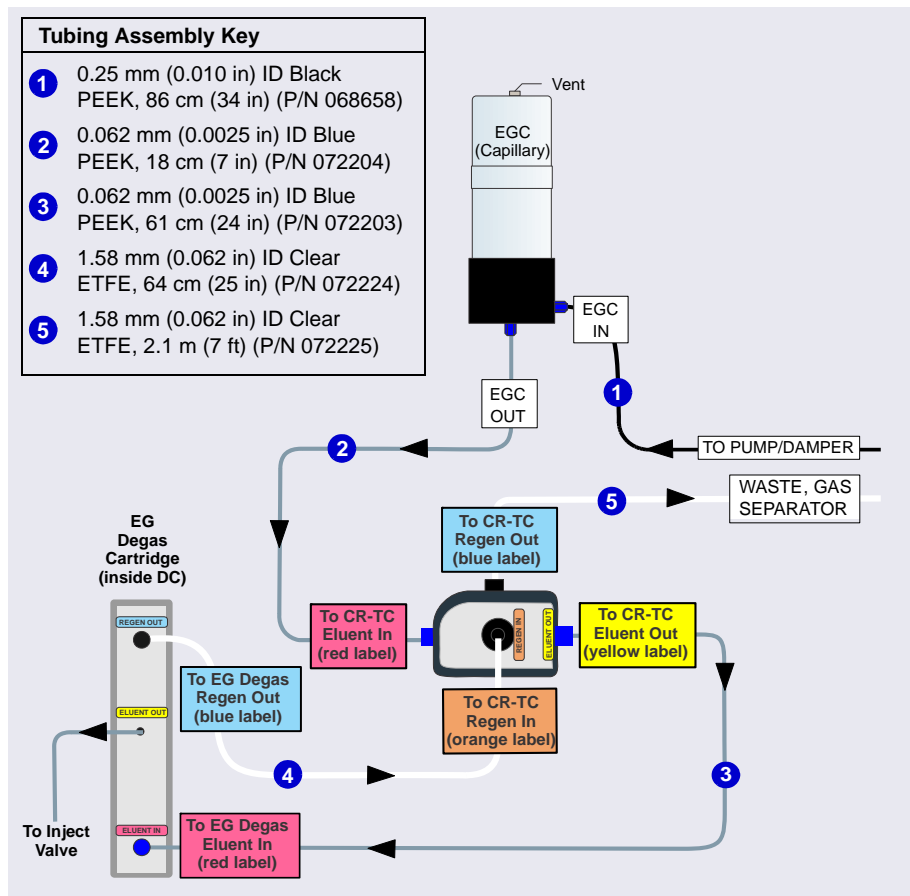 Tubing Assembly Key
1
0.25 mm (0.010 in) ID Black
PEEK, 86 cm (34 in) (P/N 068658)
2
0.062 mm (0.0025 in) ID Blue
PEEK, 18 cm (7 in) (P/N 072204)
3
0.062 mm (0.0025 in) ID Blue
PEEK, 61 cm (24 in) (P/N 072203)
4
1.58 mm (0.062 in) ID Clear
ETFE, 64 cm (25 in) (P/N 072224)
5
1.58 mm (0.062 in) ID Clear
ETFE, 2.1 m (7 ft) (P/N 072225)
Vent
EGC
(Capillary)
EGC
IN
EGC
OUT
1
2
TO PUMP/DAMPER
WASTE, GAS
SEPARATOR
5
To CR-TC
Regen Out
(blue label)
EG
Degas
Cartridge
(inside DC)
To CR-TC
Eluent In
(red label)
REGEN IN
ELUENT OUT
To CR-TC
Eluent Out
(yellow label)
REGEN OUT
To EG Degas
Regen Out
(blue label)
To CR-TC
Regen In
(orange label)
ELUENT OUT
4
3
To Inject
Valve
ELUENT IN
To EG Degas
Eluent In
(red label)